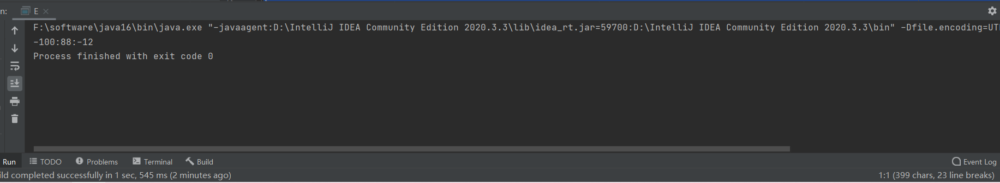 n:
E
F:\software\java16\bin\java.exe "-javaagent:D:\IntelliJ IDEA Community Edition 2020.3.3\lib\idea_rt.jar=59700:D:\IntelliJ IDEA Community Edition 2020.3.3\bin" -Dfile.encoding=UT
-100:88:-12
Process finished with exit code 0
Run TODO Problems Terminal Build Event Log
ild completed successfully in 1 sec, 545 ms (2 minutes ago) 1:1 (399 chars, 23 line breaks)